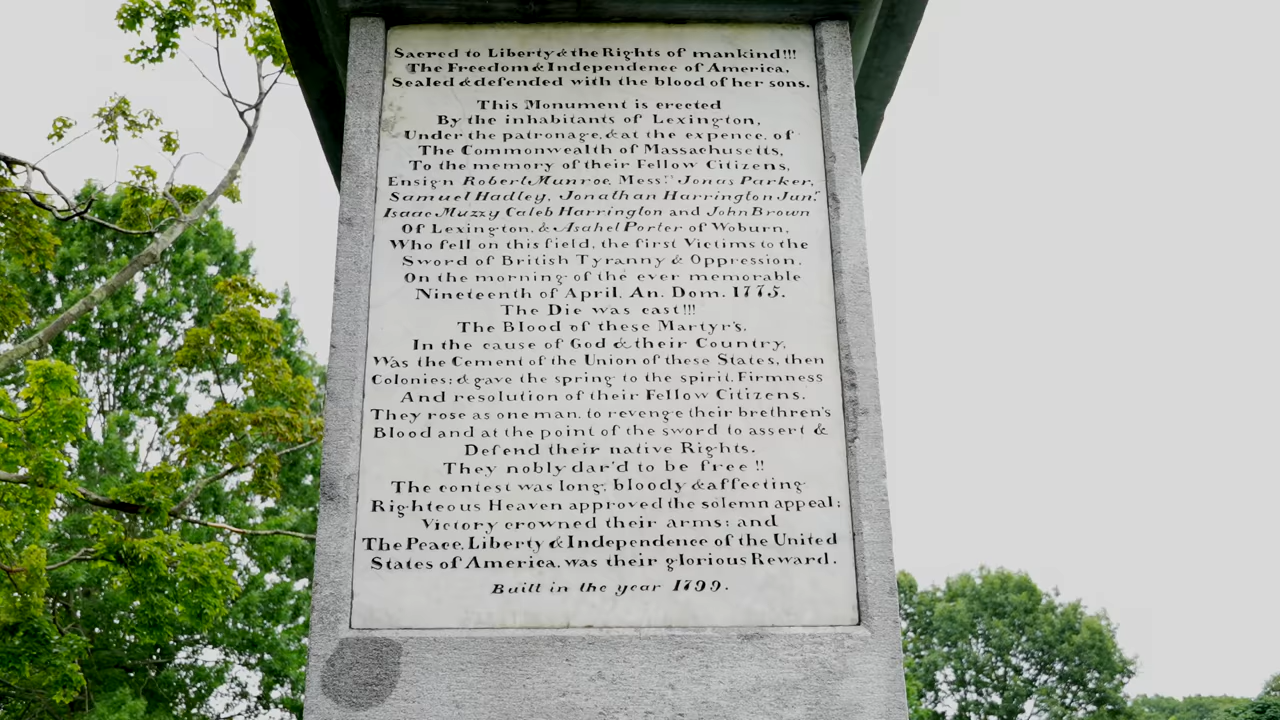 Sacred to Liberty & the Rights of mankind!!!
The Freedom & Independence of America,
Sealed & defended with the blood of her sons.
This Monument is erected
By the inhabitants of Lexington,
Under the patronage, & at the expence, of
The Commonwealth of Massachusetts,
To the memory of their Fellow Citizens,
Ensign Robert Munroe, Messrs. Jonas Parker,
Samuel Hadley, Jonathan Harrington Junr.
Isaac Muzzy Caleb Harrington and John Brown
Of Lexington, & Asahel Porter of Woburn,
Who fell on this field, the first Victims to the
Sword of British Tyranny & Oppression,
On the morning of the ever memorable
Nineteenth of April, An. Dom. 1775.
The Die was cast!!!
The Blood of these Martyr's,
In the cause of God & their Country,
Was the Cement of the Union of these States, then
Colonies; & gave the spring to the spirit, Firmness
And resolution of their Fellow Citizens.
They rose as one man, to revenge their brethren's
Blood and at the point of the sword to assert &
Defend their native Rights.
They nobly dar'd to be free!!
The contest was long, bloody & affecting
Righteous Heaven approved the solemn appeal;
Victory crowned their arms; and
The Peace, Liberty & Independence of the United
States of America, was their glorious Reward.
Built in the year 1799.